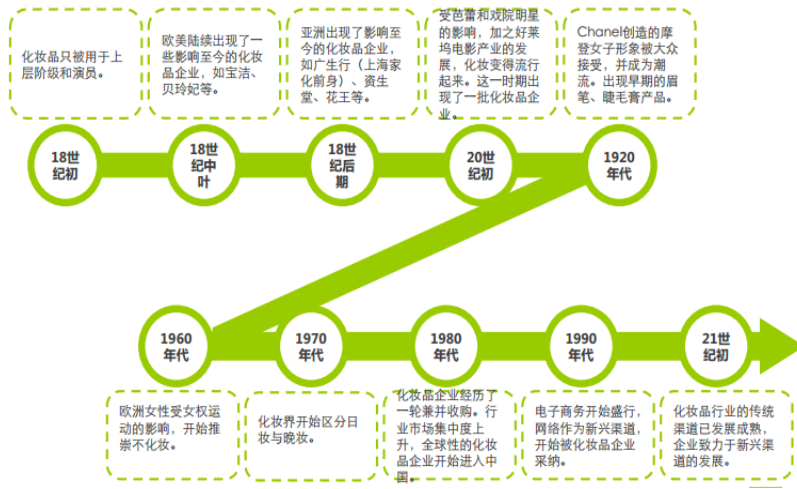 化妆品只被用于上
层阶级和演员。
欧美陆续出现了一
些影响至今的化妆
品企业，如宝洁、
贝玲妃等。
亚洲出现了影响至
今的化妆品企业，
如广生行（上海家
化前身）、资生
堂、花王等。
受芭蕾和戏院明星
的影响，加之好莱
坞电影产业的发
展，化妆变得流行
起来。这一时期出
现了一批化妆品企
业。
Chanel创造的摩
登女子形象被大众
接受，并成为潮
流。出现早期的眉
笔、睫毛膏产品。
18世
纪初
18世
纪中
叶
18世
纪后
期
20世
纪初
1920
年代
1960
年代
1970
年代
1980
年代
1990
年代
21世
纪初
欧洲女性受女权运
动的影响，开始推
崇不化妆。
化妆界开始区分日
妆与晚妆。
化妆品企业经历了
一轮兼并收购。行
业市场集中度上
升，全球性的化妆
品企业开始进入中
国。
电子商务开始盛行，
网络作为新兴渠道，
开始被化妆品企业
采纳。
化妆品行业的传统
渠道已发展成熟，
企业致力于新兴渠
道的发展。